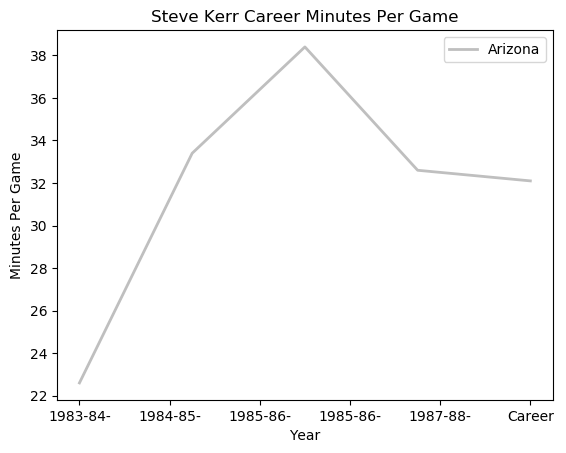 Steve Kerr Career Minutes Per Game
Arizona
38
36
34
32
30
28
26
24
22
Minutes Per Game
1983-84- 1984-85- 1985-86- 1985-86- 1987-88- Career
Year